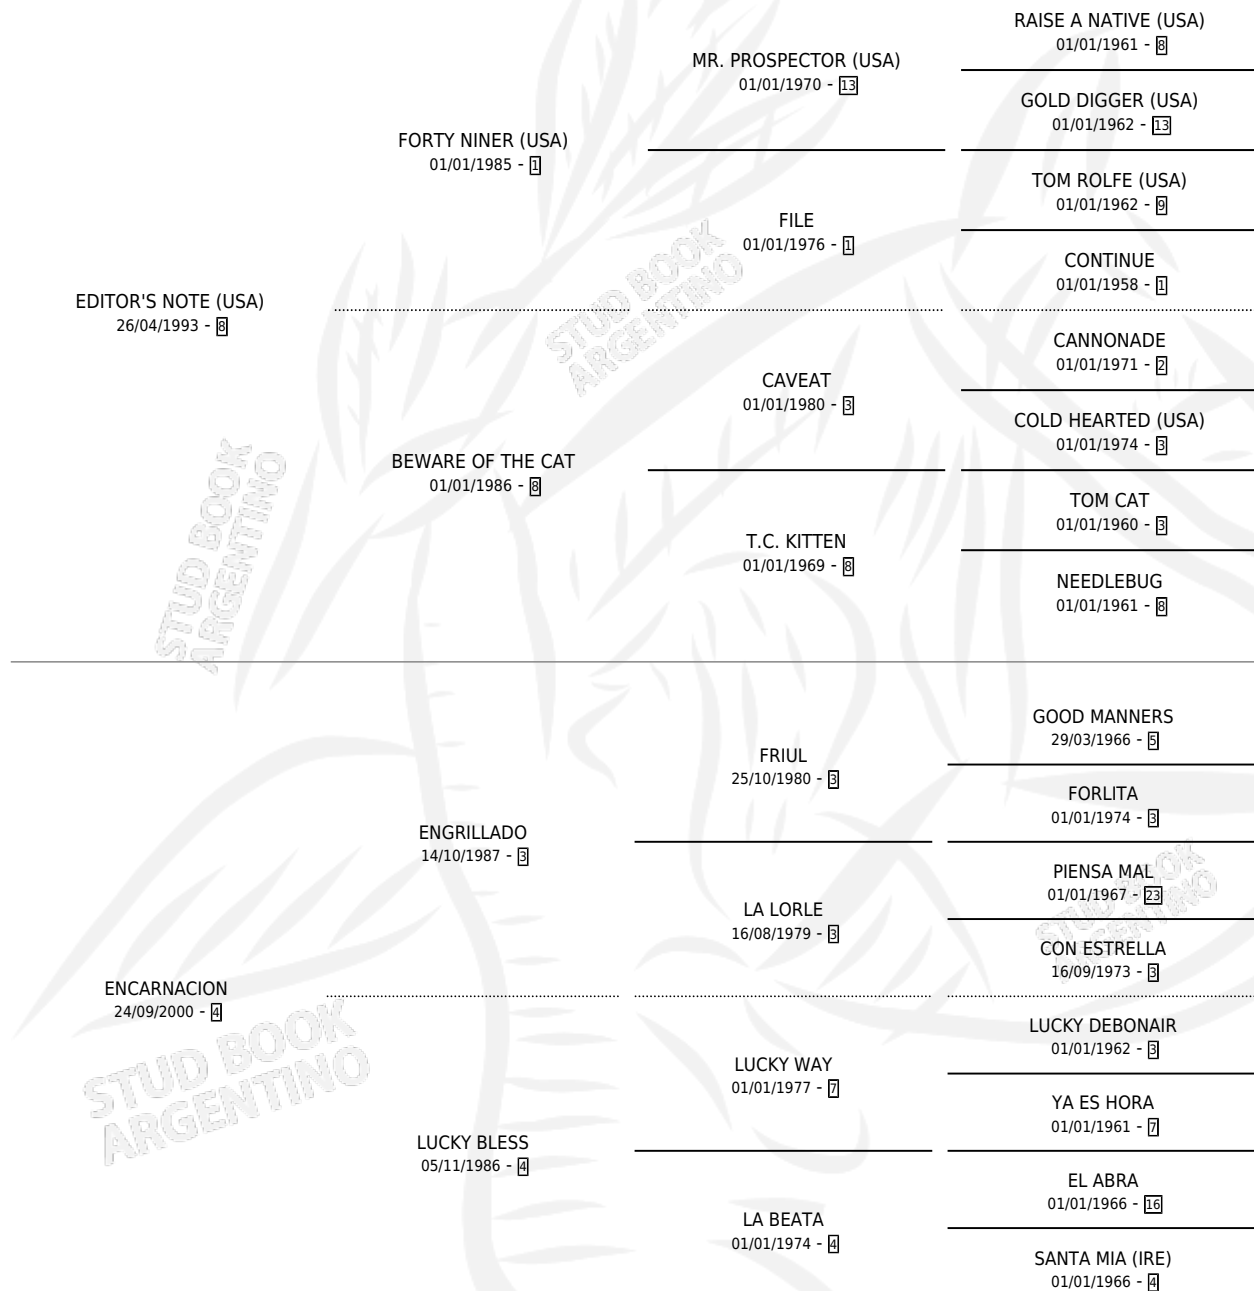 RAISE A NATIVE (USA)
01/01/1961 - 8
MR. PROSPECTOR (USA)
01/01/1970 - 13
GOLD DIGGER (USA)
01/01/1962 - 13
FORTY NINER (USA)
01/01/1985 - 1
TOM ROLFE (USA)
01/01/1962 - 9
FILE
01/01/1976 - 1
CONTINUE
01/01/1958 - 1
EDITOR'S NOTE (USA)
26/04/1993 - 8
CANNONADE
01/01/1971 - 2
CAVEAT
01/01/1980 - 3
COLD HEARTED (USA)
01/01/1974 - 3
BEWARE OF THE CAT
01/01/1986 - 8
TOM CAT
01/01/1960 - 3
T.C. KITTEN
01/01/1969 - 8
NEEDLEBUG
01/01/1961 - 8
GOOD MANNERS
29/03/1966 - 5
FRIUL
25/10/1980 - 3
FORLITA
01/01/1974 - 3
ENGRILLADO
14/10/1987 - 3
PIENSA MAL
01/01/1967 - 23
LA LORLE
16/08/1979 - 3
CON ESTRELLA
16/09/1973 - 3
ENCARNACION
24/09/2000 - 4
LUCKY DEBONAIR
01/01/1962 - 3
LUCKY WAY
01/01/1977 - 7
YA ES HORA
01/01/1961 - 7
LUCKY BLESS
05/11/1986 - 4
EL ABRA
01/01/1966 - 16
LA BEATA
01/01/1974 - 4
SANTA MIA (IRE)
01/01/1966 - 4
STUD BOOK
ARGENTINO
STUD BOOK
ARGENTINO
STUD BOOK
ARGENTINO
STUD BOOK
ARGENTINO